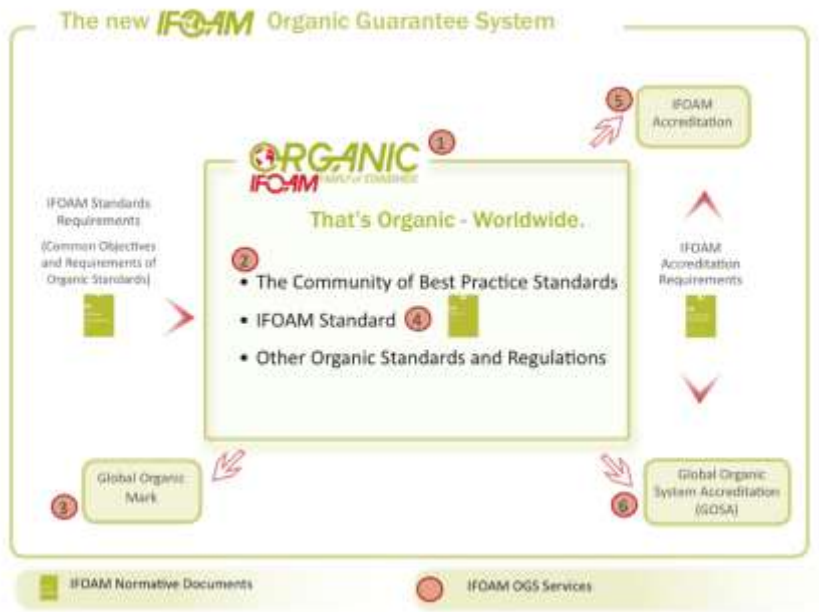 The new IFOAM Organic Guarantee System
5
IFOAM
Accreditation
1
ORGANIC
IFOAM FAMILY of STANDARDS
That's Organic - Worldwide.
IFOAM Standards
Requirements
(Common Objectives
and Requirements of
Organic Standards)
2
• The Community of Best Practice Standards
• IFOAM Standard 4
• Other Organic Standards and Regulations
IFOAM
Accreditation
Requirements
Global Organic
Mark
3
Global Organic
System Accreditation
(GOSA)
6
IFOAM Normative Documents
IFOAM OGS Services